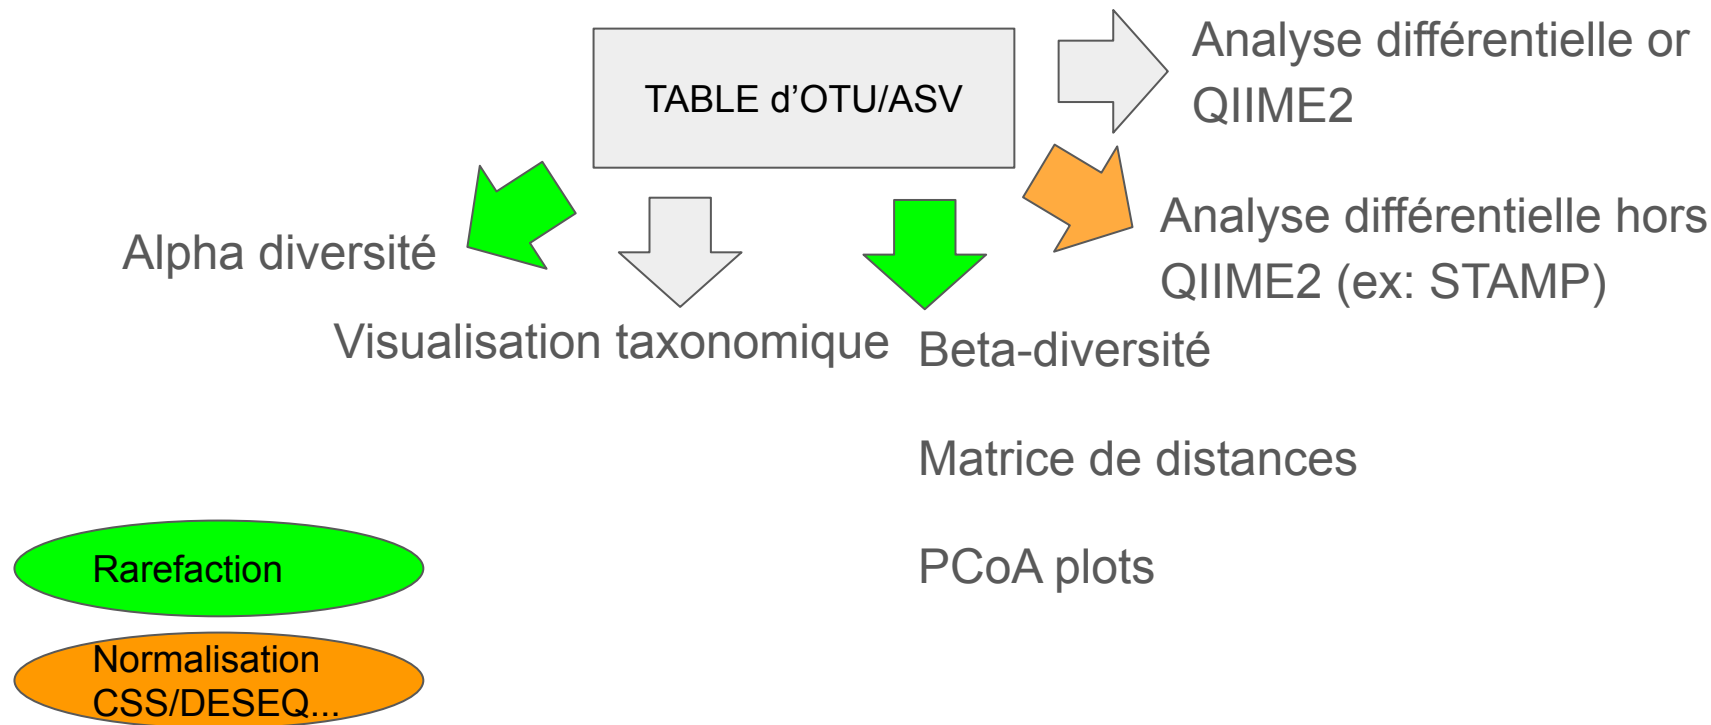 TABLE d’OTU/ASV
Analyse différentielle or
QIIME2
Analyse différentielle hors
QIIME2 (ex: STAMP)
Alpha diversité
Visualisation taxonomique
Beta-diversité
Matrice de distances
PCoA plots
Rarefaction
Normalisation
CSS/DESEQ...